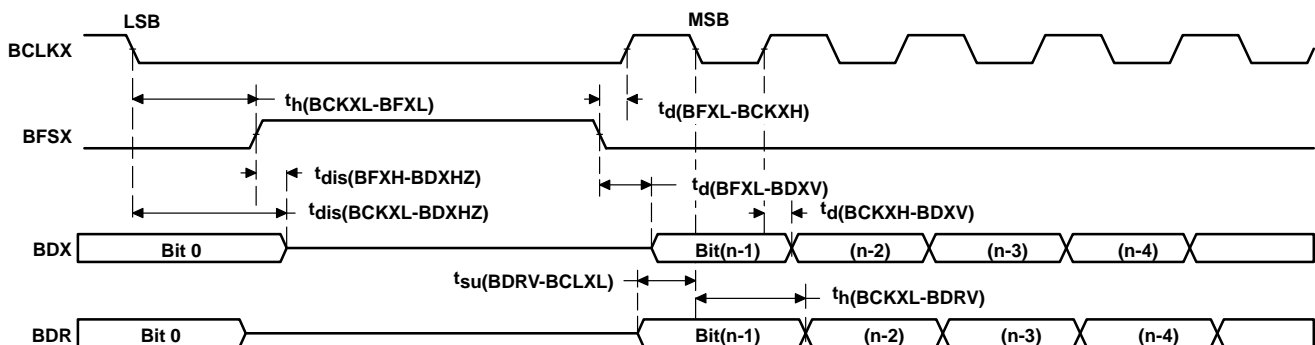 LSB MSB
BCLKX
th(BCKXL-BFXL)
td(BFXL-BCKXH)
BFSX
tdis(BFXH-BDXHZ)
td(BFXL-BDXV)
tdis(BCKXL-BDXHZ)
td(BCKXH-BDXV)
BDX Bit 0 Bit(n-1) (n-2) (n-3) (n-4)
tsu(BDRV-BCLXL)
th(BCKXL-BDRV)
BDR Bit 0 Bit(n-1) (n-2) (n-3) (n-4)